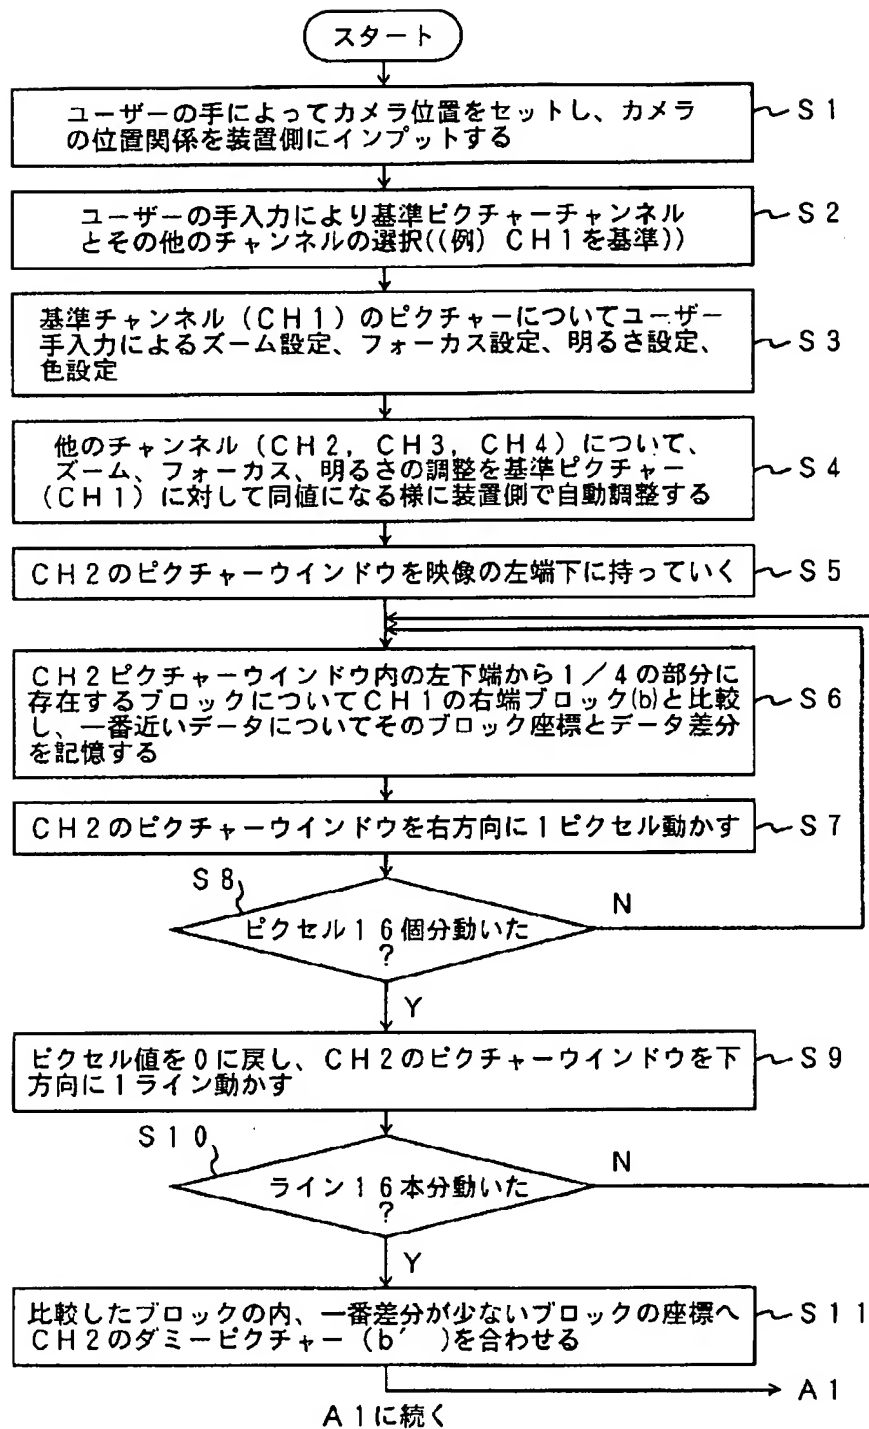 スタート
ユーザーの手によってカメラ位置をセットし、カメラ
の位置関係を装置側にインプットする
S1
ユーザーの手入力により基準ピクチャーチャンネル
とその他のチャンネルの選択((例) CH1を基準))
S2
基準チャンネル(CH1)のピクチャーについてユーザー
手入力によるズーム設定、フォーカス設定、明るさ設定、
色設定
S3
他のチャンネル(CH2, CH3, CH4)について、
ズーム、フォーカス、明るさの調整を基準ピクチャー
(CH1)に対して同値になる様に装置側で自動調整する
S4
CH2のピクチャーウインドウを映像の左端下に持っていく
S5
CH2ピクチャーウインドウ内の左下端から1/4の部分に
存在するブロックについてCH1の右端ブロック(b)と比較
し、一番近いデータについてそのブロック座標とデータ差分
を記憶する
S6
CH2のピクチャーウインドウを右方向に1ピクセル動かす
S7
S8
ピクセル16個分動いた
?
N
Y
ピクセル値を0に戻し、CH2のピクチャーウインドウを下
方向に1ライン動かす
S9
S10
ライン16本分動いた
?
N
Y
比較したブロックの内、一番差分が少ないブロックの座標へ
CH2のダミーピクチャー(b′ )を合わせる
S11
A1
A1に続く